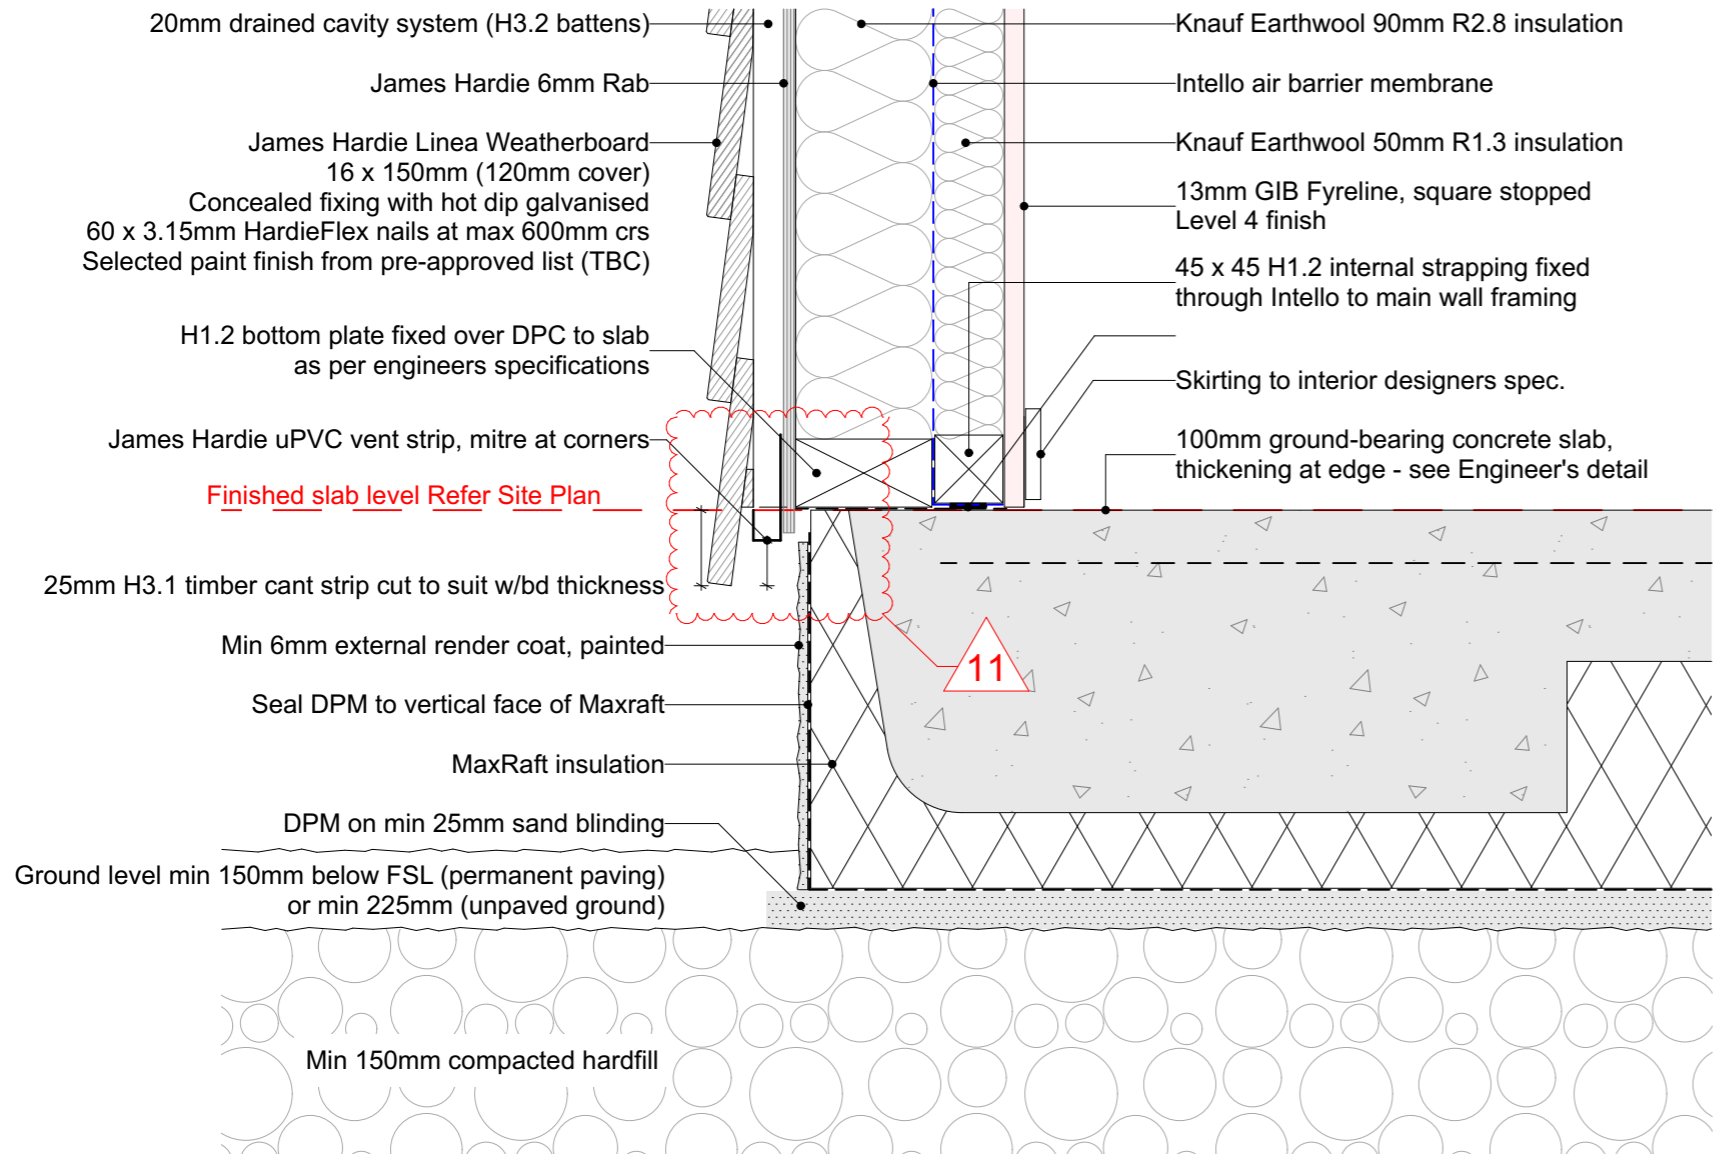 20mm drained cavity system (H3.2 battens)
James Hardie 6mm Rab
James Hardie Linea Weatherboard
16 x 150mm (120mm cover)
Concealed fixing with hot dip galvanised
60 x 3.15mm HardieFlex nails at max 600mm crs
Selected paint finish from pre-approved list (TBC)
H1.2 bottom plate fixed over DPC to slab
as per engineers specifications
James Hardie uPVC vent strip, mitre at corners
Finished slab level Refer Site Plan
25mm H3.1 timber cant strip cut to suit w/bd thickness
Min 6mm external render coat, painted
Seal DPM to vertical face of Maxraft
MaxRaft insulation
DPM on min 25mm sand blinding
Ground level min 150mm below FSL (permanent paving)
or min 225mm (unpaved ground)
Min 150mm compacted hardfill
Knauf Earthwool 90mm R2.8 insulation
Intello air barrier membrane
Knauf Earthwool 50mm R1.3 insulation
13mm GIB Fyreline, square stopped
Level 4 finish
45 x 45 H1.2 internal strapping fixed
through Intello to main wall framing
Skirting to interior designers spec.
100mm ground-bearing concrete slab,
thickening at edge - see Engineer's detail
11